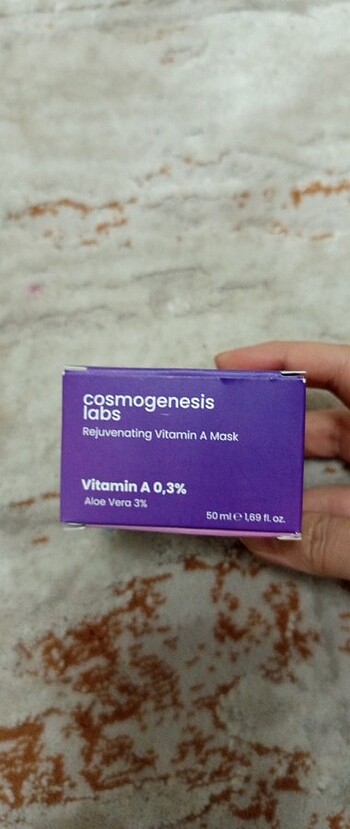 cosmogenesis
labs
Rejuvenating Vitamin A Mask
Vitamin A 0,3%
Aloe Vera 3%
50 ml ℮ 1,69 fl. oz.